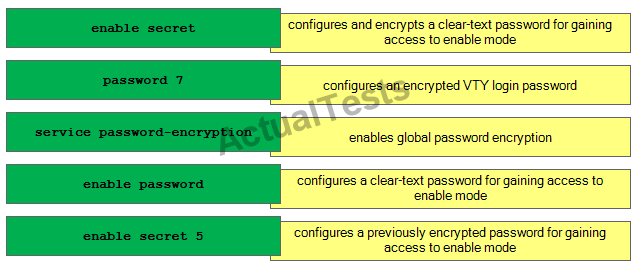 enable secret
configures and encrypts a clear-text password for gaining
access to enable mode
password 7
configures an encrypted VTY login password
service password-encryption
enables global password encryption
enable password
configures a clear-text password for gaining access to
enable mode
enable secret 5
configures a previously encrypted password for gaining
access to enable mode
ActualTests